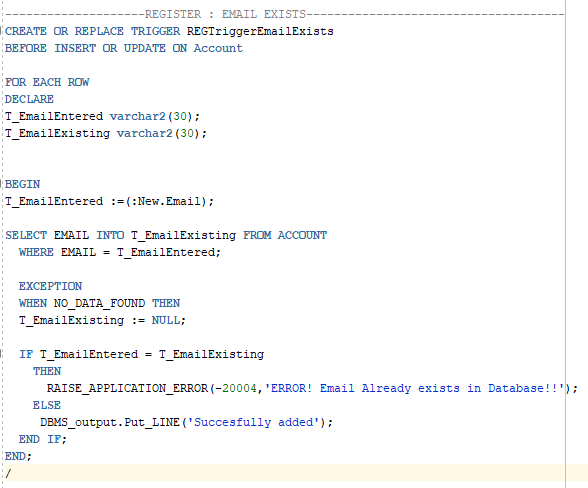 --------------------REGISTER : EMAIL EXISTS-------------------------------------
CREATE OR REPLACE TRIGGER REGTriggerEmailExists
BEFORE INSERT OR UPDATE ON Account
FOR EACH ROW
DECLARE
T_EmailEntered varchar2(30);
T_EmailExisting varchar2(30);
BEGIN
T_EmailEntered :=(:New.Email);
SELECT EMAIL INTO T_EmailExisting FROM ACCOUNT
WHERE EMAIL = T_EmailEntered;
EXCEPTION
WHEN NO_DATA_FOUND THEN
T_EmailExisting := NULL;
IF T_EmailEntered = T_EmailExisting
THEN
RAISE_APPLICATION_ERROR(-20004,'ERROR! Email Already exists in Database!!');
ELSE
DBMS_output.Put_LINE('Succesfully added');
END IF;
END;
/